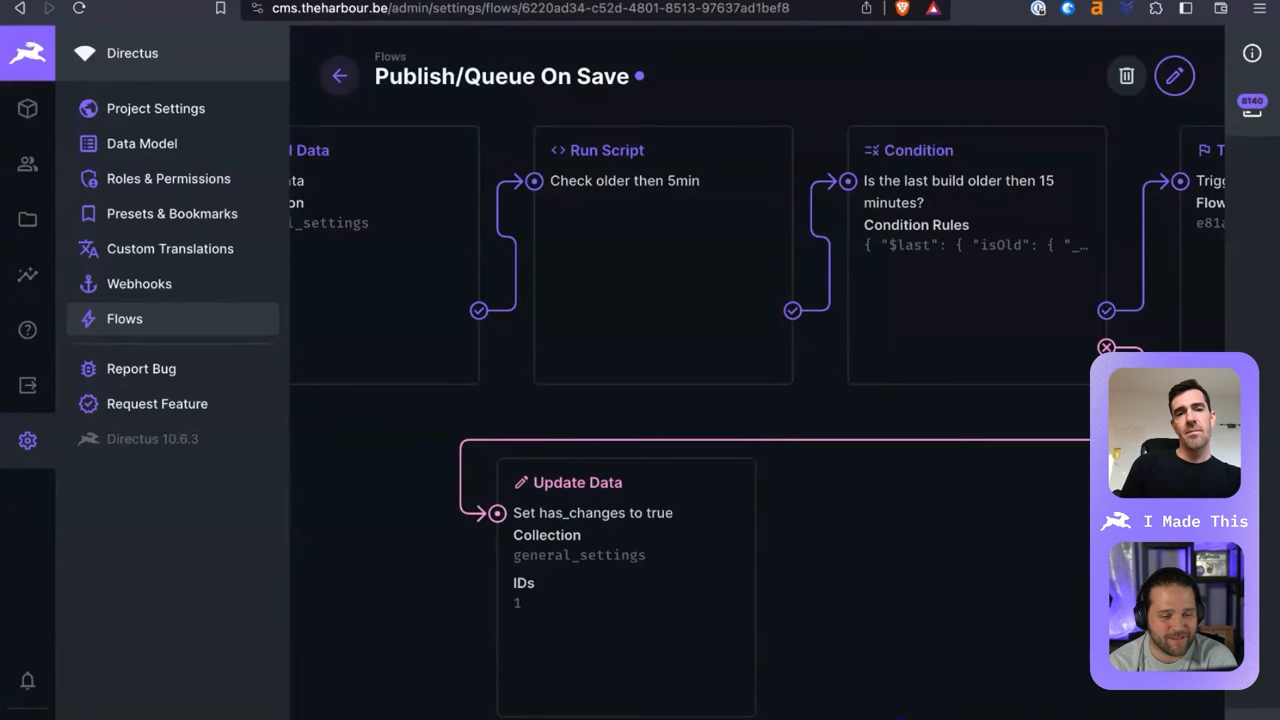 cms.theharbour.be/admin/settings/flows/6220ad34-c52d-4801-8513-97637ad1bef8
Directus
Project Settings
Data Model
Roles & Permissions
Presets & Bookmarks
Custom Translations
Webhooks
Flows
Report Bug
Request Feature
Directus 10.6.3
Flows
Publish/Queue On Save
8140
Data
_settings
Run Script
Check older then 5min
Condition
Is the last build older then 15
minutes?
Condition Rules
{ "$last": { "isOld": { "_…
T
Trigg
Flow
e81a
Update Data
Set has_changes to true
Collection
general_settings
IDs
1
I Made This